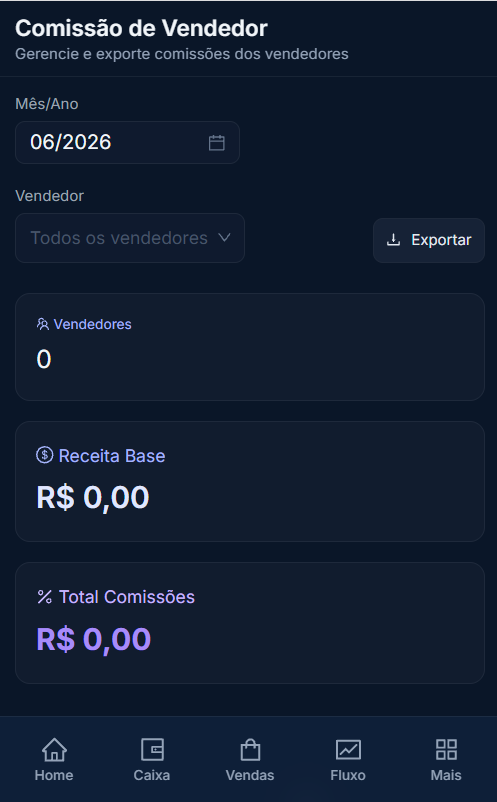 Comissão de Vendedor
Gerencie e exporte comissões dos vendedores
Mês/Ano
06/2026
Vendedor
Todos os vendedores
Exportar
Vendedores
0
Receita Base
R$ 0,00
Total Comissões
R$ 0,00
Home Caixa Vendas Fluxo Mais